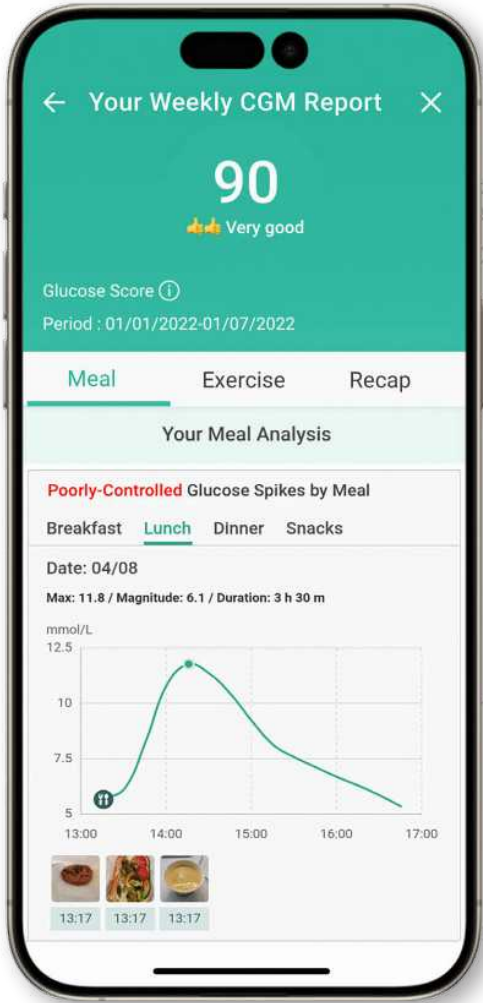 ← Your Weekly CGM Report ×
90
👍👍 Very good
Glucose Score ⓘ
Period : 01/01/2022-01/07/2022
Meal Exercise Recap
Your Meal Analysis
Poorly-Controlled Glucose Spikes by Meal
Breakfast Lunch Dinner Snacks
Date: 04/08
Max: 11.8 / Magnitude: 6.1 / Duration: 3 h 30 m
mmol/L
12.5
10
7.5
5
13:00 14:00 15:00 16:00 17:00
13:17 13:17 13:17